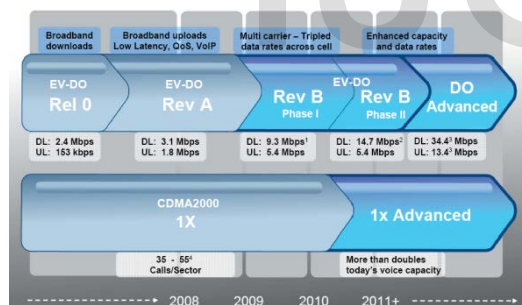 Broadband
downloads
Broadband uploads
Low Latency, QoS, VoIP
Multi carrier – Tripled
data rates across cell
Enhanced capacity
and data rates
EV-DO
Rel 0
EV-DO
Rev A
EV-DO
Rev B
Phase I
Rev B
Phase II
DO
Advanced
DL: 2.4 Mbps
UL: 153 kbps
DL: 3.1 Mbps
UL: 1.8 Mbps
DL: 9.3 Mbps¹
UL: 5.4 Mbps
DL: 14.7 Mbps²
UL: 5.4 Mbps
DL: 34.4³ Mbps
UL: 13.4³ Mbps
CDMA2000
1X
1x Advanced
35 - 55⁴
Calls/Sector
More than doubles
today's voice capacity
2008 2009 2010 2011+